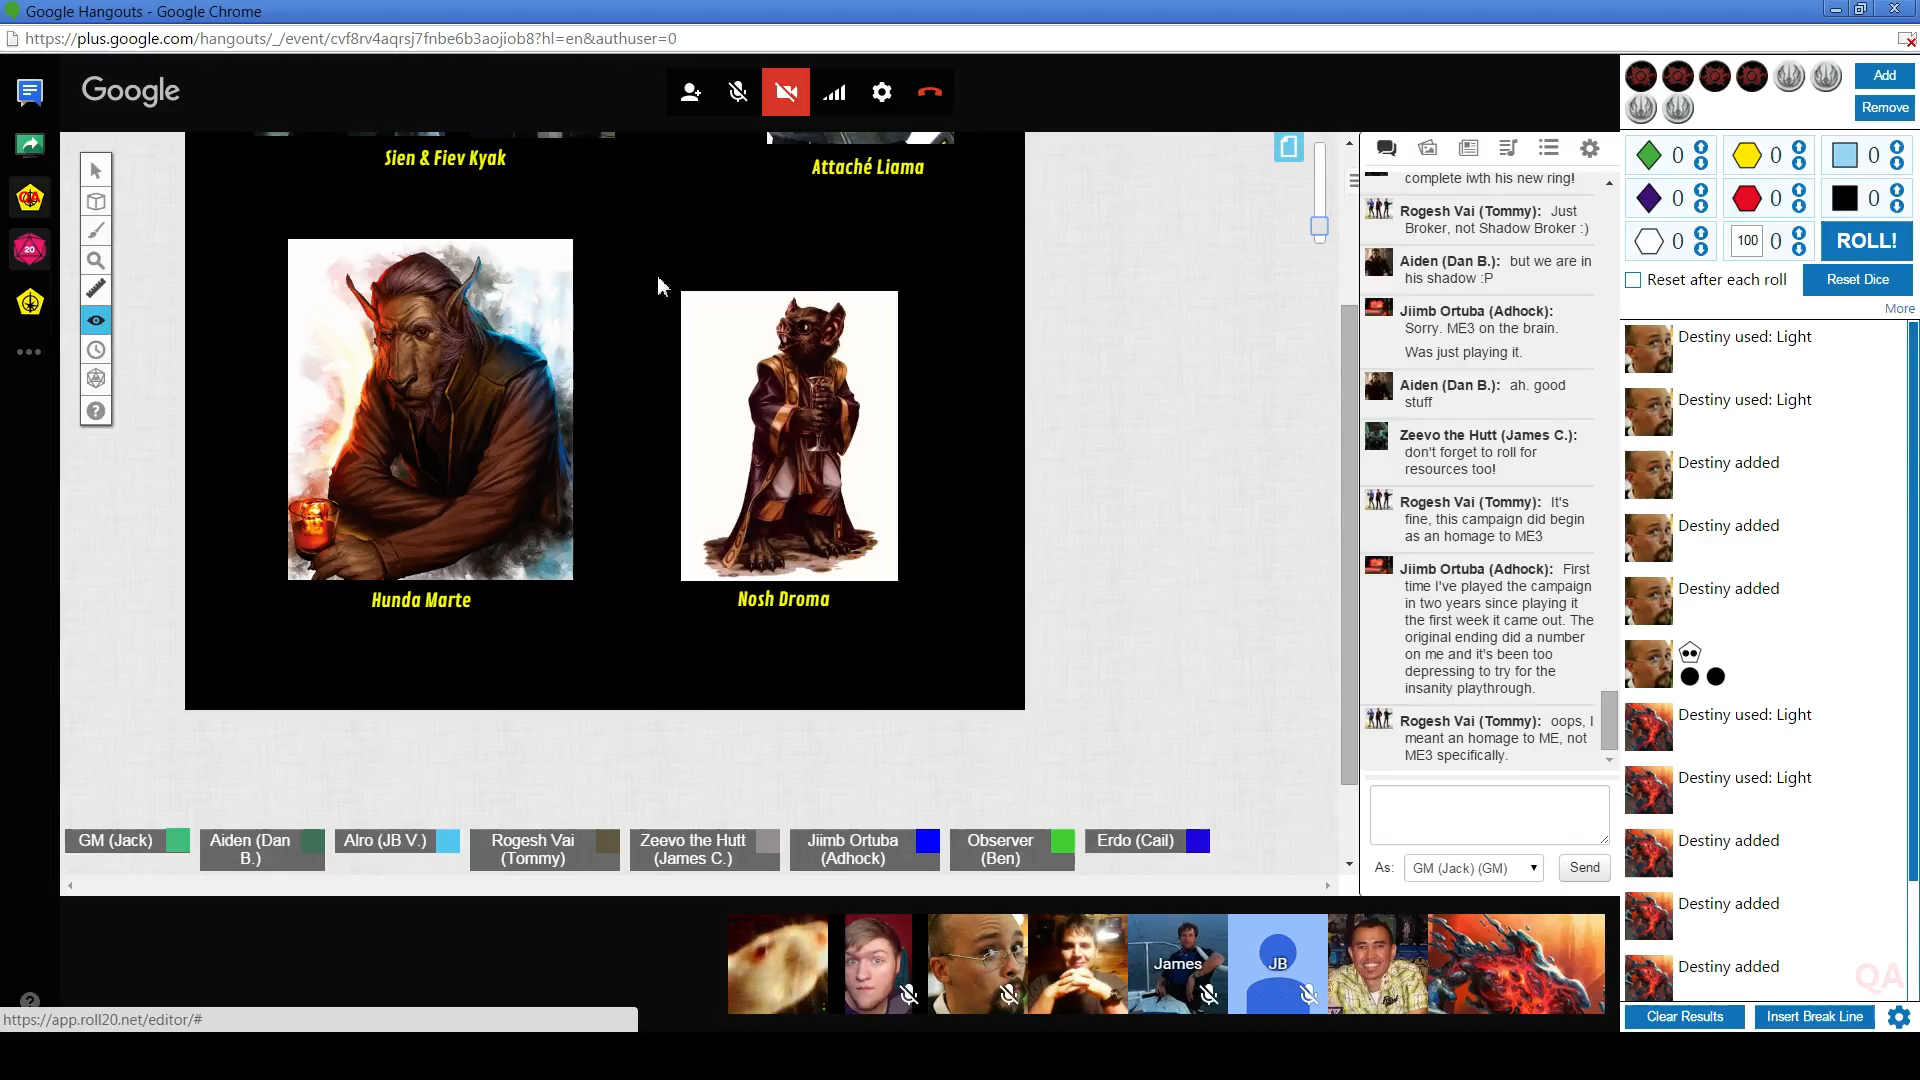 Google Hangouts - Google Chrome
https://plus.google.com/hangouts/_/event/cvf8rv4aqrsj7fnbe6b3aojiob8?hl=en&authuser=0
Google
Sien & Fiev Kyak
Attaché Liama
Hunda Marte
Nosh Droma
20
complete iwth his new ring!
Rogesh Vai (Tommy): Just
Broker, not Shadow Broker :)
Aiden (Dan B.): but we are in
his shadow :P
Jiimb Ortuba (Adhock):
Sorry. ME3 on the brain.
Was just playing it.
Aiden (Dan B.): ah. good
stuff
Zeevo the Hutt (James C.):
don't forget to roll for
resources too!
Rogesh Vai (Tommy): It's
fine, this campaign did begin
as an homage to ME3
Jiimb Ortuba (Adhock): First
time I've played the campaign
in two years since playing it
the first week it came out. The
original ending did a number
on me and it's been too
depressing to try for the
insanity playthrough.
Rogesh Vai (Tommy): oops, I
meant an homage to ME, not
ME3 specifically.
As: GM (Jack) (GM) Send
GM (Jack)
Aiden (Dan
B.)
Alro (JB V.)
Rogesh Vai
(Tommy)
Zeevo the Hutt
(James C.)
Jiimb Ortuba
(Adhock)
Observer
(Ben)
Erdo (Cail)
James
JB
https://app.roll20.net/editor/#
Add
Remove
0 0 0
0 0 0
0 100 0 ROLL!
Reset after each roll Reset Dice
More
Destiny used: Light
Destiny used: Light
Destiny added
Destiny added
Destiny added
Destiny used: Light
Destiny used: Light
Destiny added
Destiny added
Destiny added
QA
Clear Results Insert Break Line